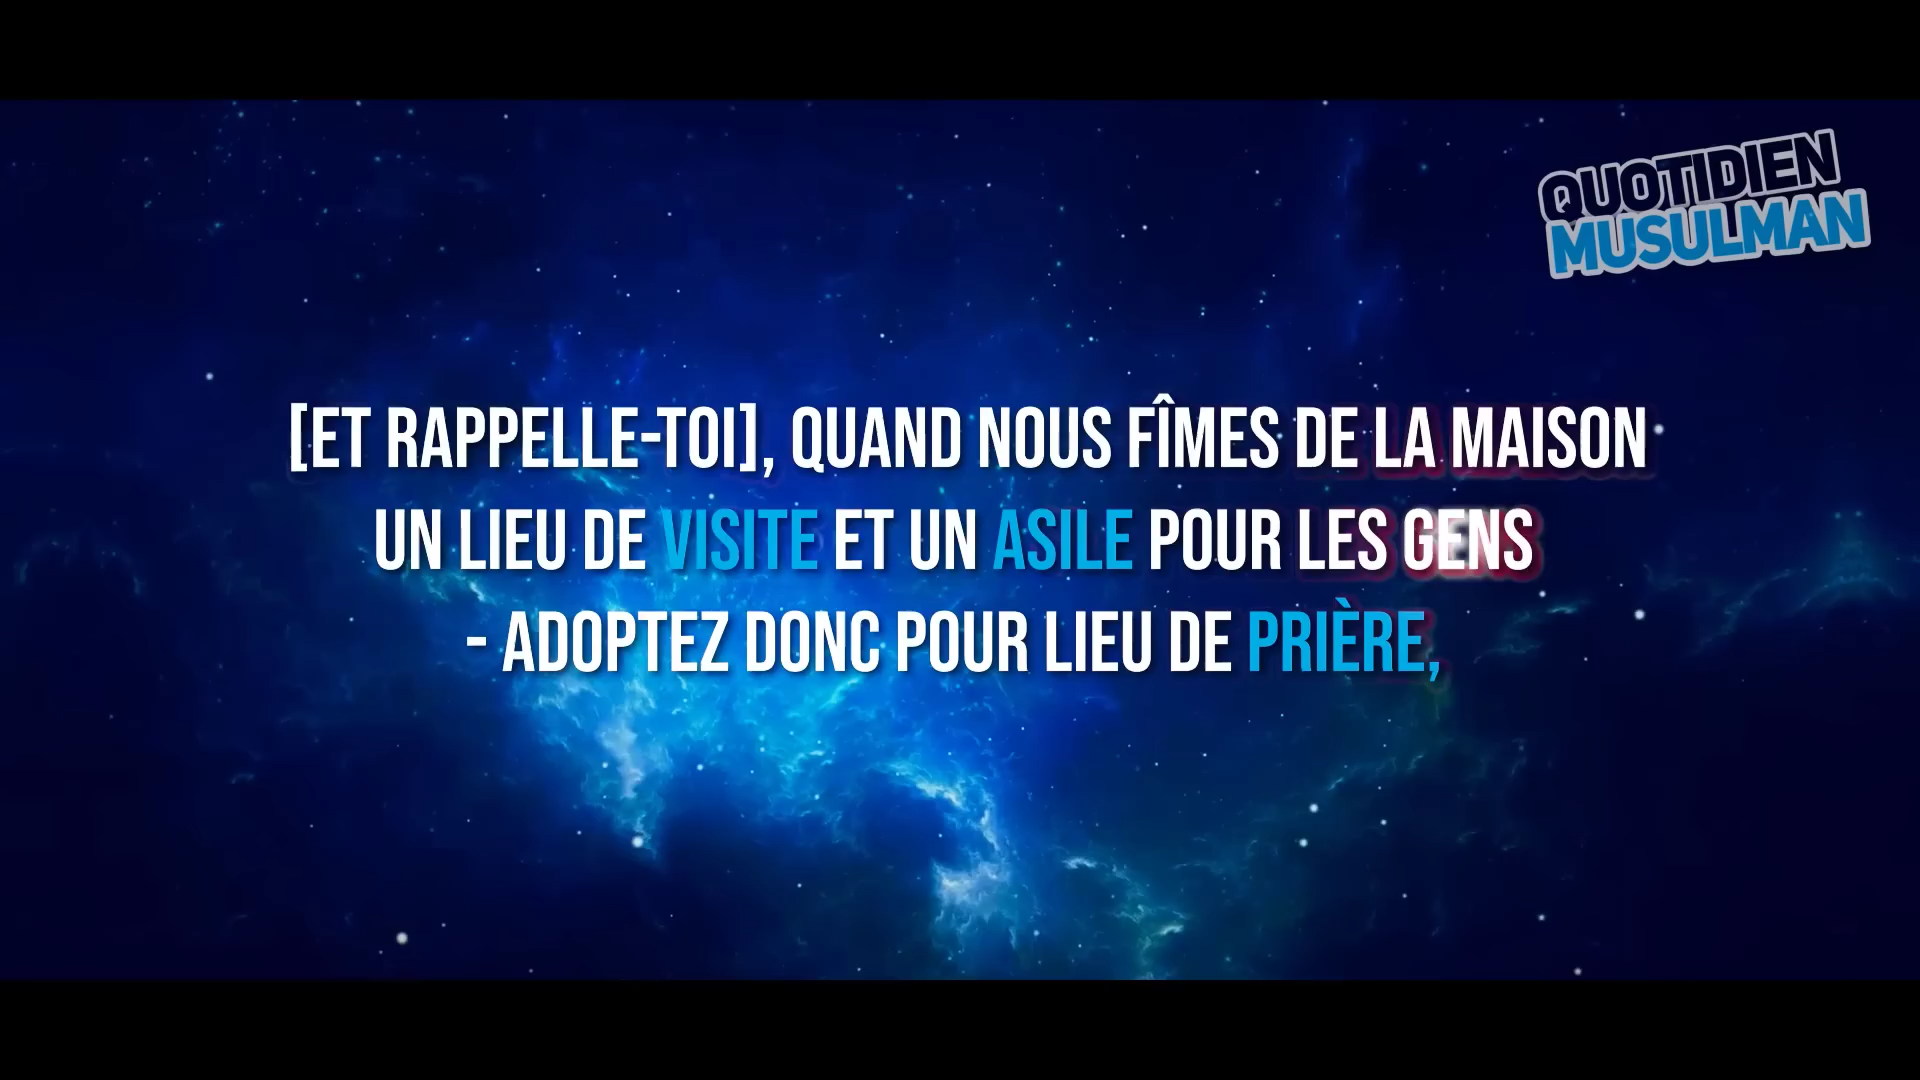 QUOTIDIEN
MUSULMAN
[ET RAPPELLE-TOI], QUAND NOUS FÎMES DE LA MAISON
UN LIEU DE VISITE ET UN ASILE POUR LES GENS
- ADOPTEZ DONC POUR LIEU DE PRIÈRE,